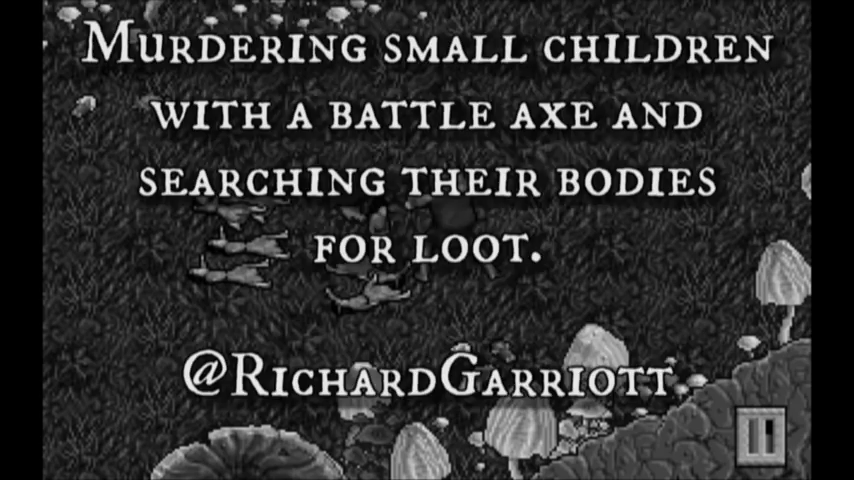 Murdering small children
with a battle axe and
searching their bodies
for loot.
@RichardGarriott